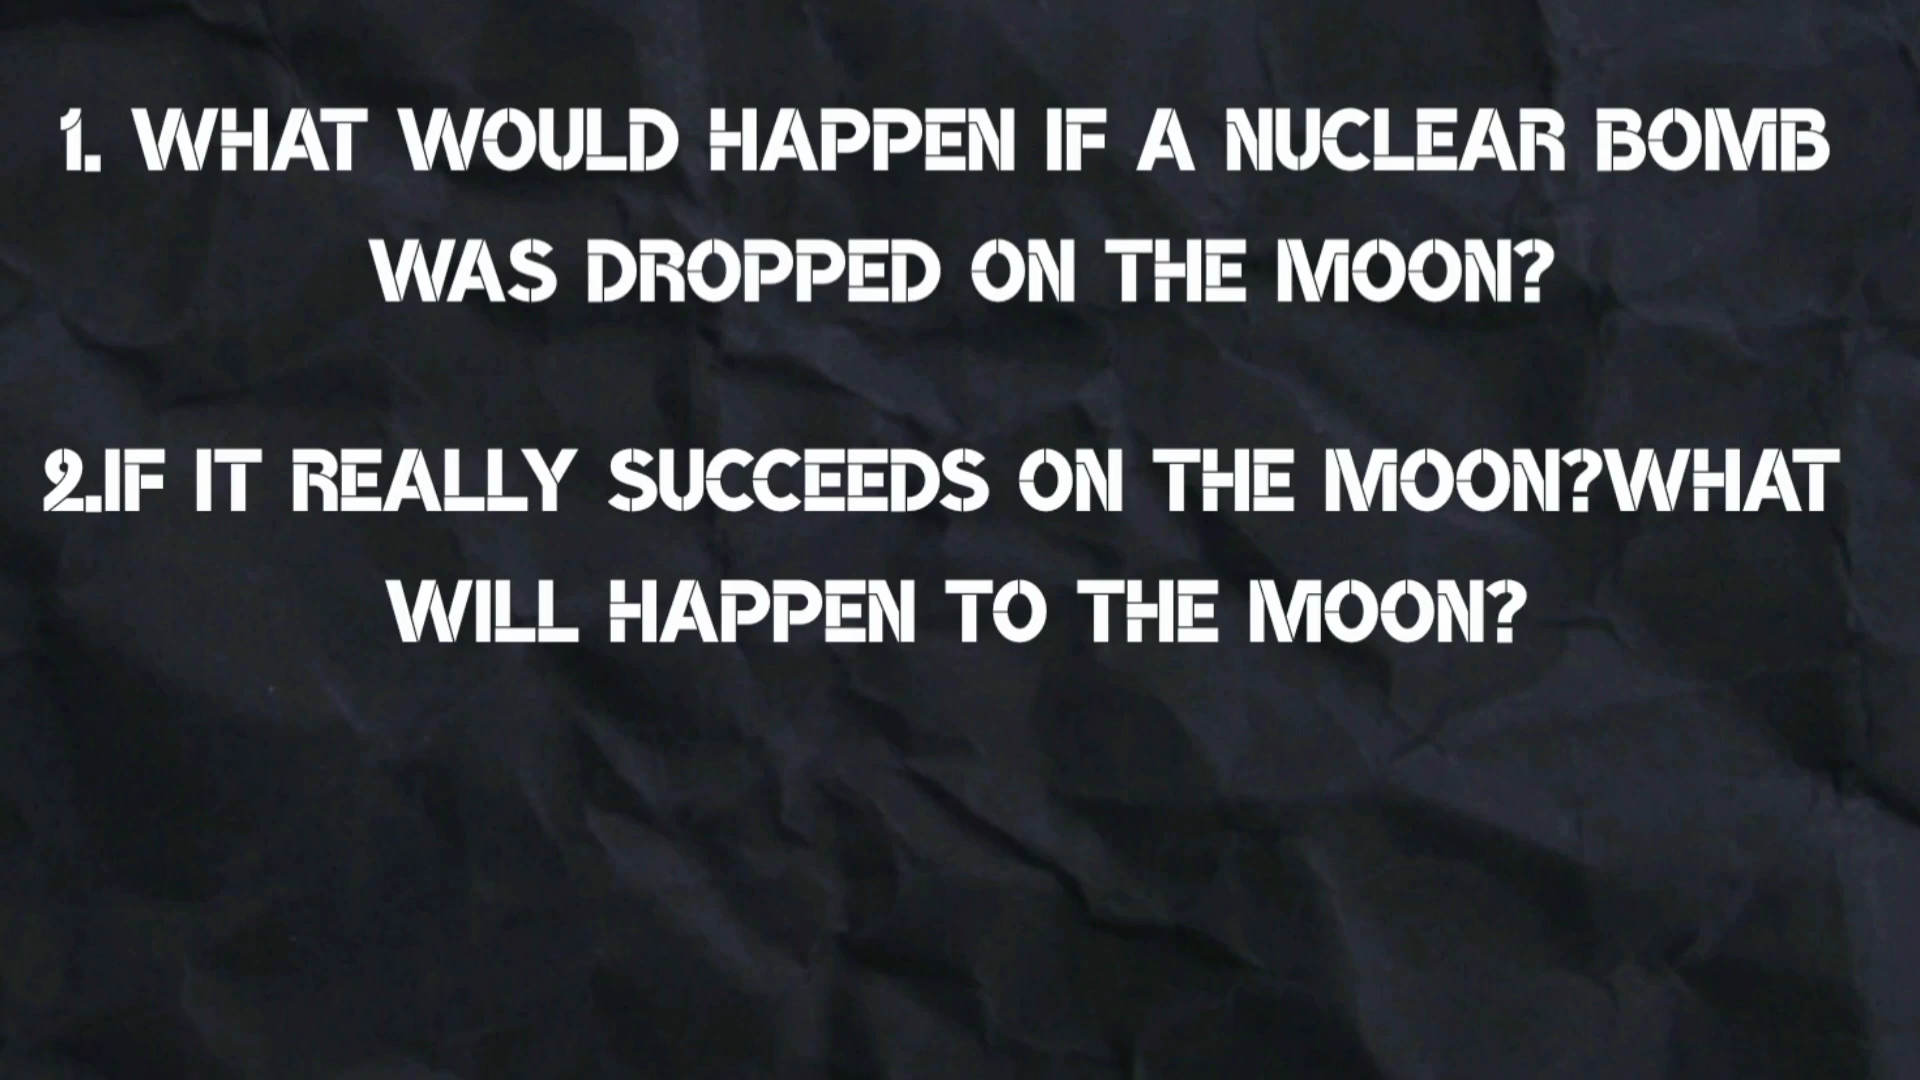 1. WHAT WOULD HAPPEN IF A NUCLEAR BOMB
WAS DROPPED ON THE MOON?
2.IF IT REALLY SUCCEEDS ON THE MOON?WHAT
WILL HAPPEN TO THE MOON?